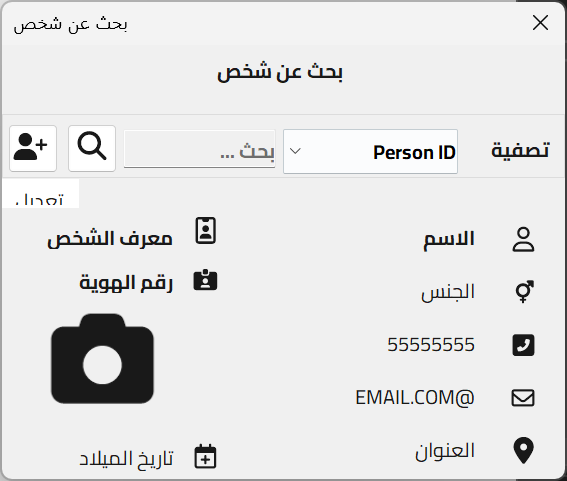 بحث عن شخص
بحث عن شخص
تصفية
Person ID
بحث ...
تعديل
الاسم
معرف الشخص
الجنس
رقم الهوية
55555555
@EMAIL.COM
العنوان
تاريخ الميلاد